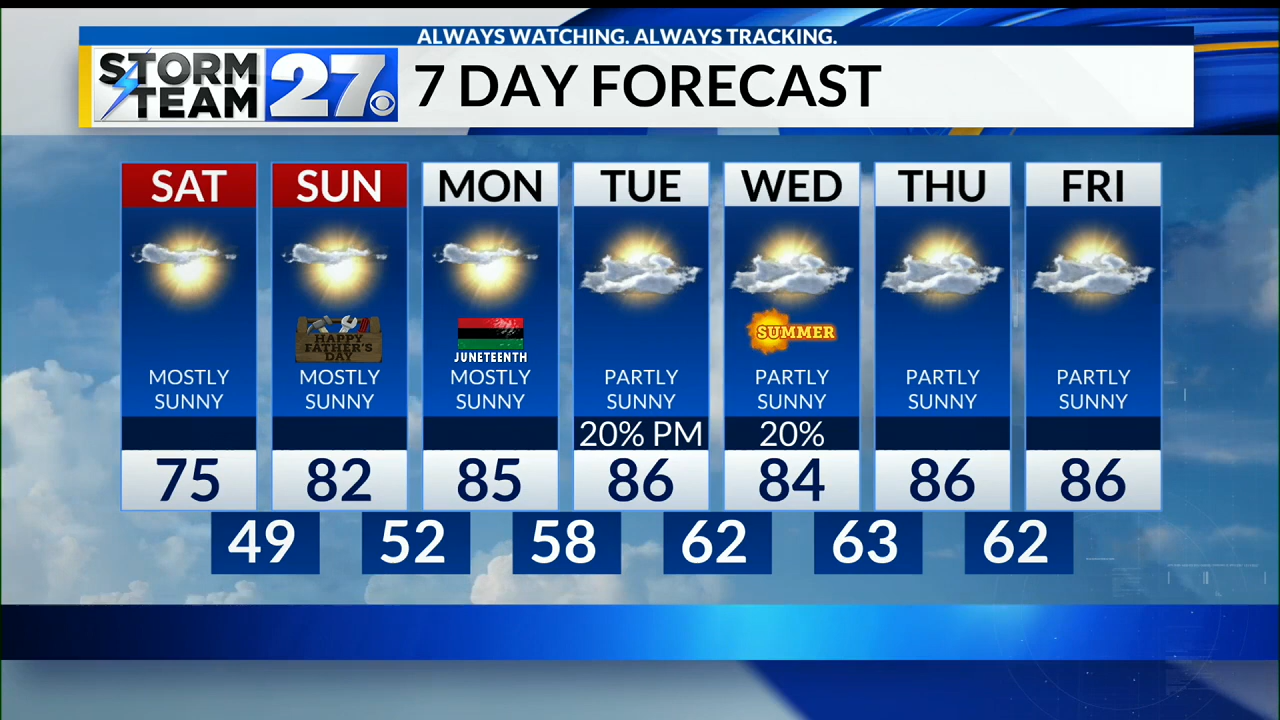 ALWAYS WATCHING. ALWAYS TRACKING.
STORM
TEAM
27
7 DAY FORECAST
SAT
SUN
MON
TUE
WED
THU
FRI
HAPPY
FATHER'S
DAY
JUNETEENTH
SUMMER
MOSTLY
SUNNY
MOSTLY
SUNNY
MOSTLY
SUNNY
PARTLY
SUNNY
PARTLY
SUNNY
PARTLY
SUNNY
PARTLY
SUNNY
20% PM
20%
75
82
85
86
84
86
86
49
52
58
62
63
62